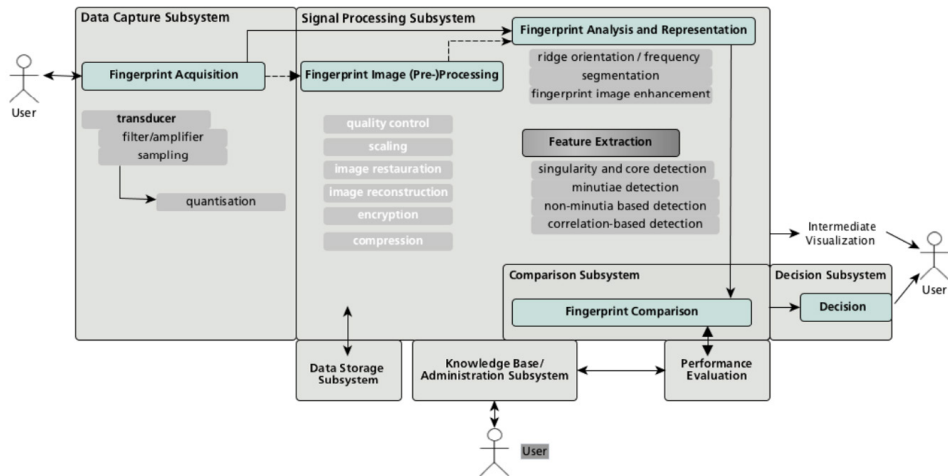 Data Capture Subsystem
Signal Processing Subsystem
Fingerprint Analysis and Representation
ridge orientation / frequency
segmentation
fingerprint image enhancement
User
Fingerprint Acquisition
Fingerprint Image (Pre-)Processing
transducer
filter/amplifier
sampling
quantisation
quality control
scaling
image restauration
image reconstruction
encryption
compression
Feature Extraction
singularity and core detection
minutiae detection
non-minutia based detection
correlation-based detection
Intermediate
Visualization
User
Comparison Subsystem
Decision Subsystem
Fingerprint Comparison
Decision
Data Storage
Subsystem
Knowledge Base/
Administration Subsystem
Performance
Evaluation
User